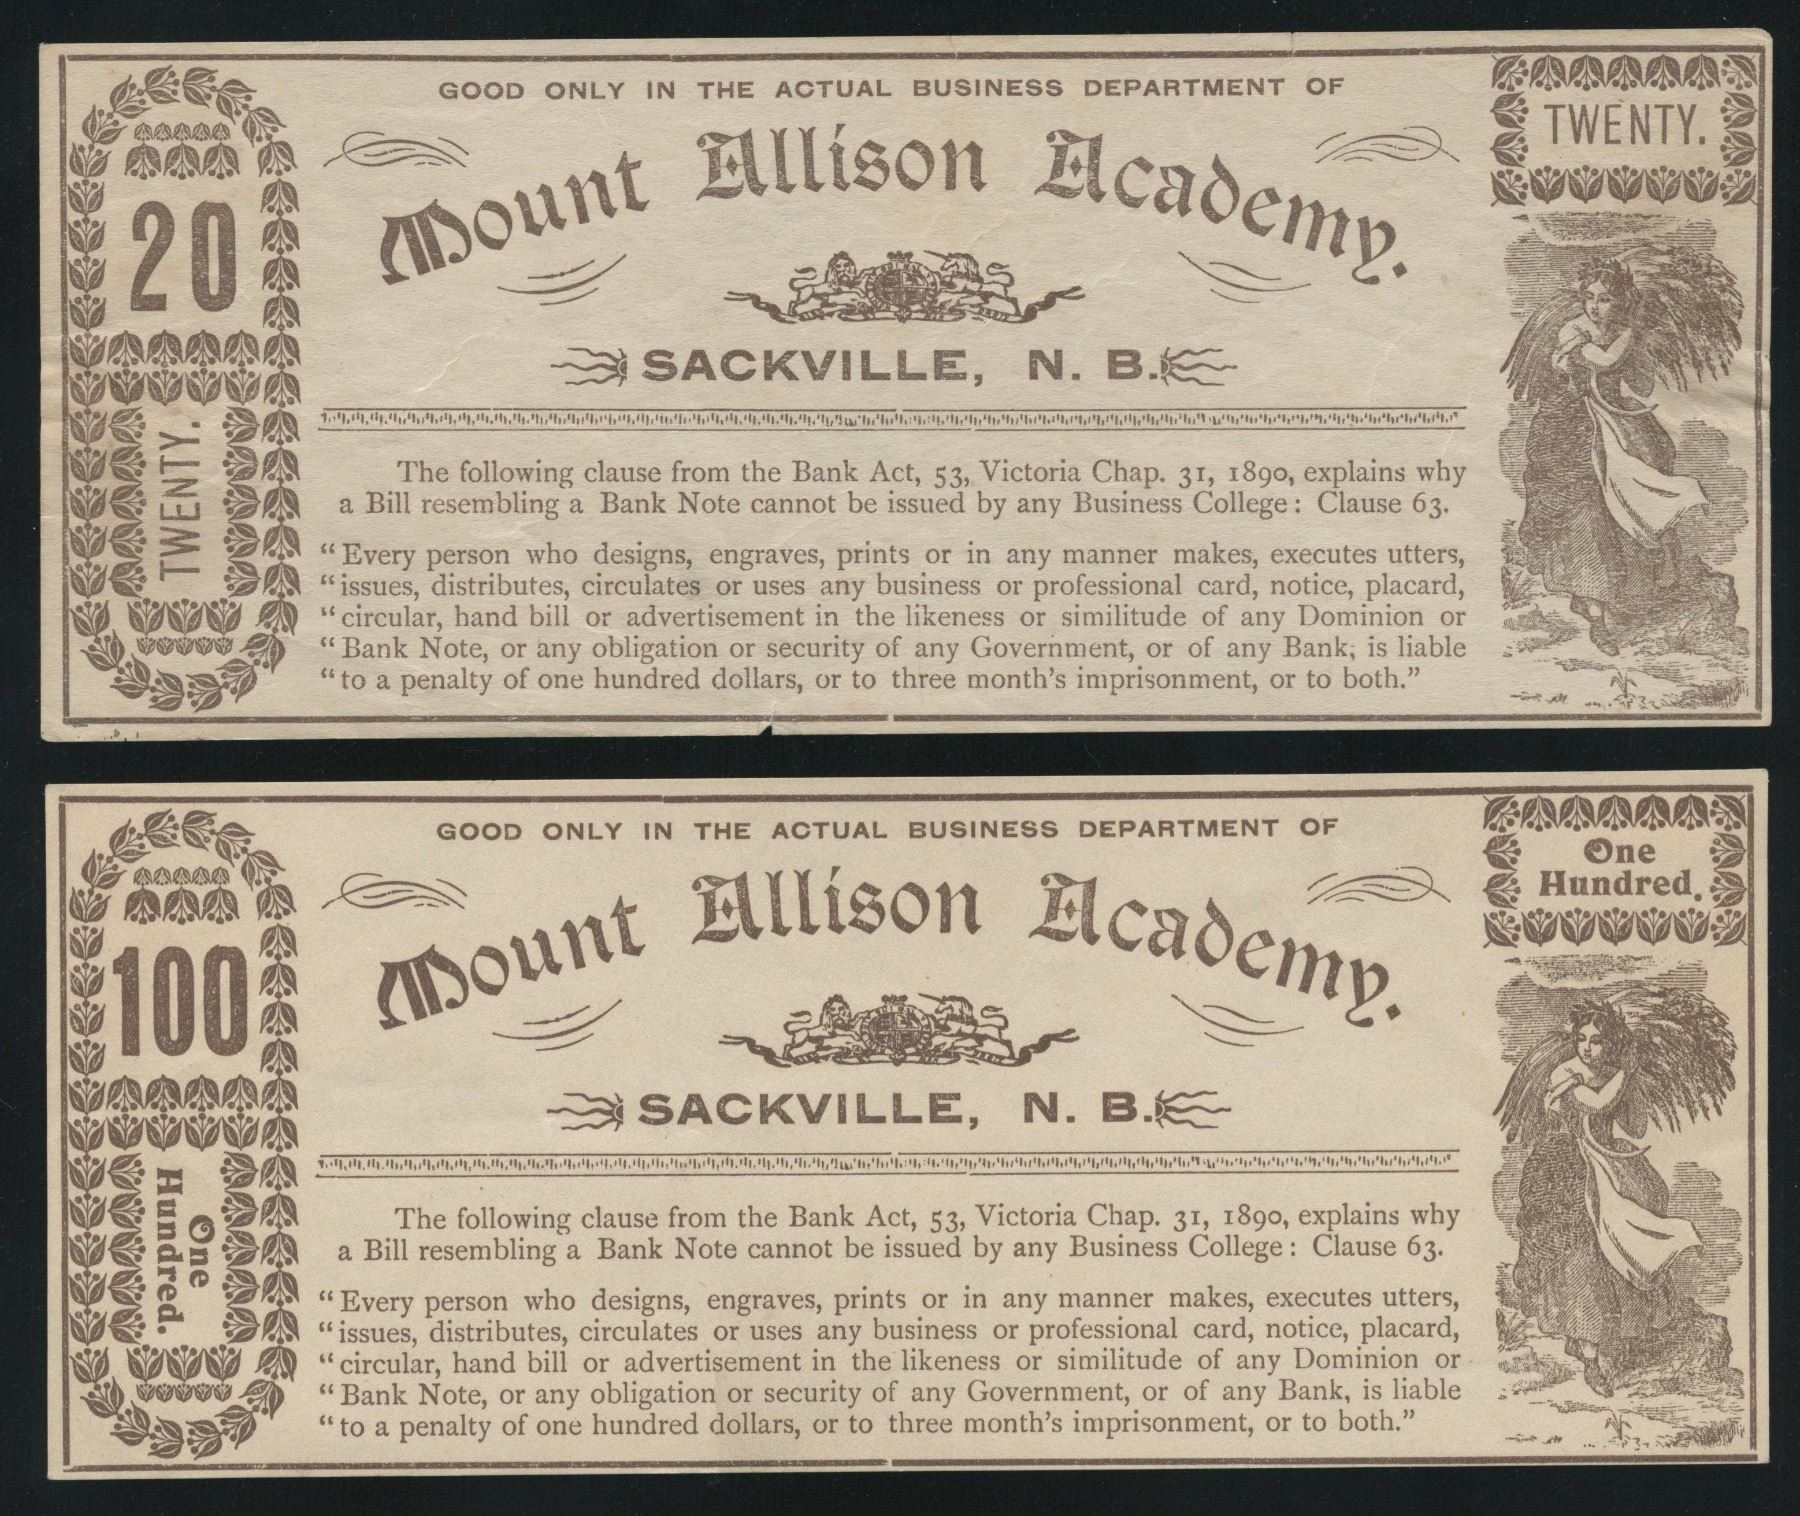 GOOD ONLY IN THE ACTUAL BUSINESS DEPARTMENT OF
Mount Allison Academy.
SACKVILLE, N. B.
20
TWENTY.
TWENTY.
The following clause from the Bank Act, 53, Victoria Chap. 31, 1890, explains why
a Bill resembling a Bank Note cannot be issued by any Business College: Clause 63.
“Every person who designs, engraves, prints or in any manner makes, executes utters,
“issues, distributes, circulates or uses any business or professional card, notice, placard,
“circular, hand bill or advertisement in the likeness or similitude of any Dominion or
“Bank Note, or any obligation or security of any Government, or of any Bank, is liable
“to a penalty of one hundred dollars, or to three month's imprisonment, or to both.”
GOOD ONLY IN THE ACTUAL BUSINESS DEPARTMENT OF
Mount Allison Academy.
SACKVILLE, N. B.
100
One
Hundred.
One
Hundred.
The following clause from the Bank Act, 53, Victoria Chap. 31, 1890, explains why
a Bill resembling a Bank Note cannot be issued by any Business College: Clause 63.
“Every person who designs, engraves, prints or in any manner makes, executes utters,
“issues, distributes, circulates or uses any business or professional card, notice, placard,
“circular, hand bill or advertisement in the likeness or similitude of any Dominion or
“Bank Note, or any obligation or security of any Government, or of any Bank, is liable
“to a penalty of one hundred dollars, or to three month's imprisonment, or to both.”